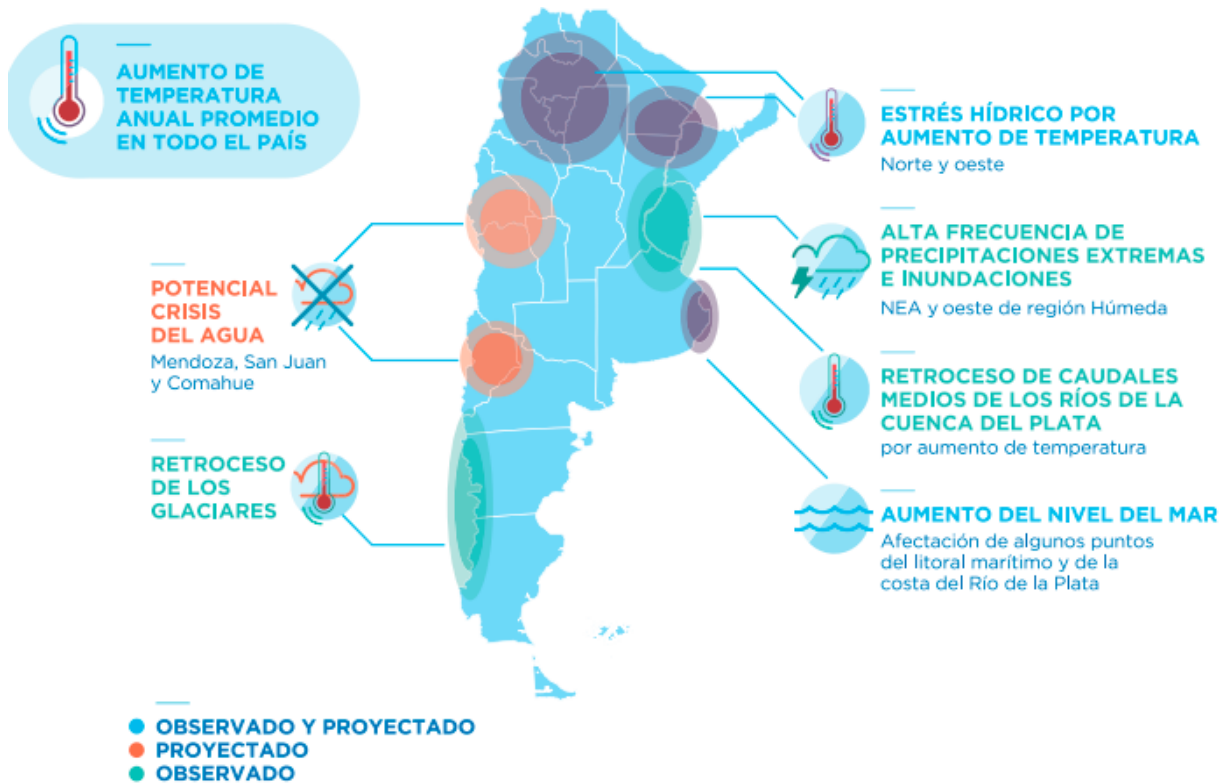 AUMENTO DE
TEMPERATURA
ANUAL PROMEDIO
EN TODO EL PAÍS
POTENCIAL
CRISIS
DEL AGUA
Mendoza, San Juan
y Comahue
RETROCESO
DE LOS
GLACIARES
ESTRÉS HÍDRICO POR
AUMENTO DE TEMPERATURA
Norte y oeste
ALTA FRECUENCIA DE
PRECIPITACIONES EXTREMAS
E INUNDACIONES
NEA y oeste de región Húmeda
RETROCESO DE CAUDALES
MEDIOS DE LOS RÍOS DE LA
CUENCA DEL PLATA
por aumento de temperatura
AUMENTO DEL NIVEL DEL MAR
Afectación de algunos puntos
del litoral marítimo y de la
costa del Río de la Plata
OBSERVADO Y PROYECTADO
PROYECTADO
OBSERVADO